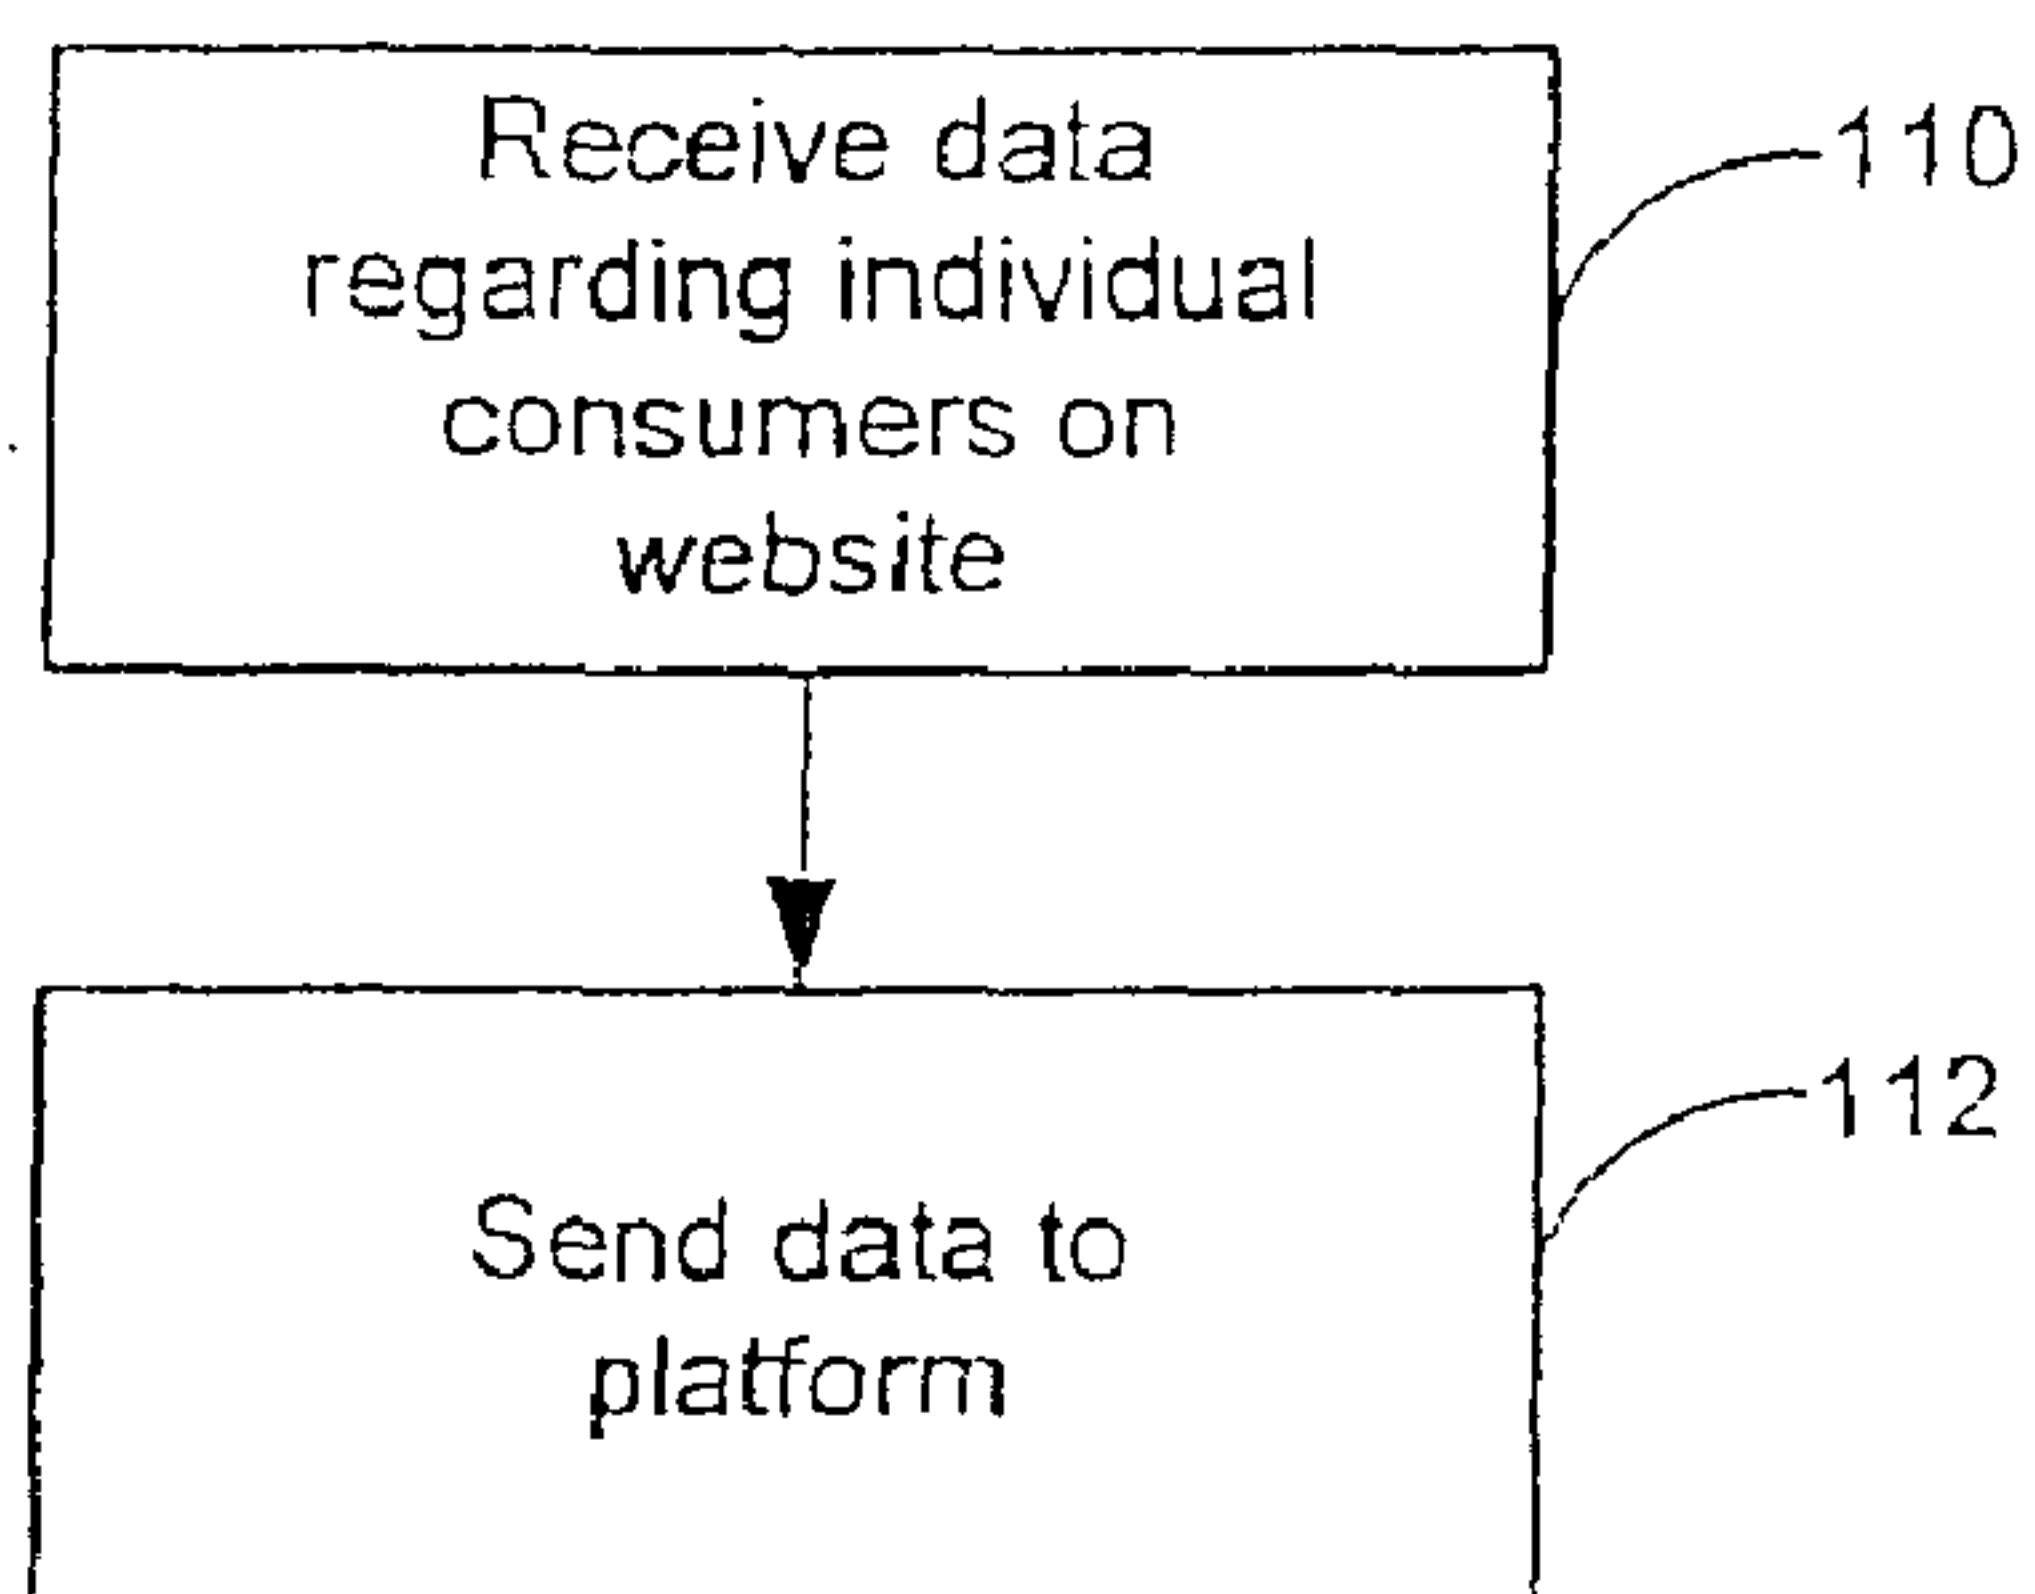 Receive data
regarding individual
consumers on
website
110
Send data to
platform
112